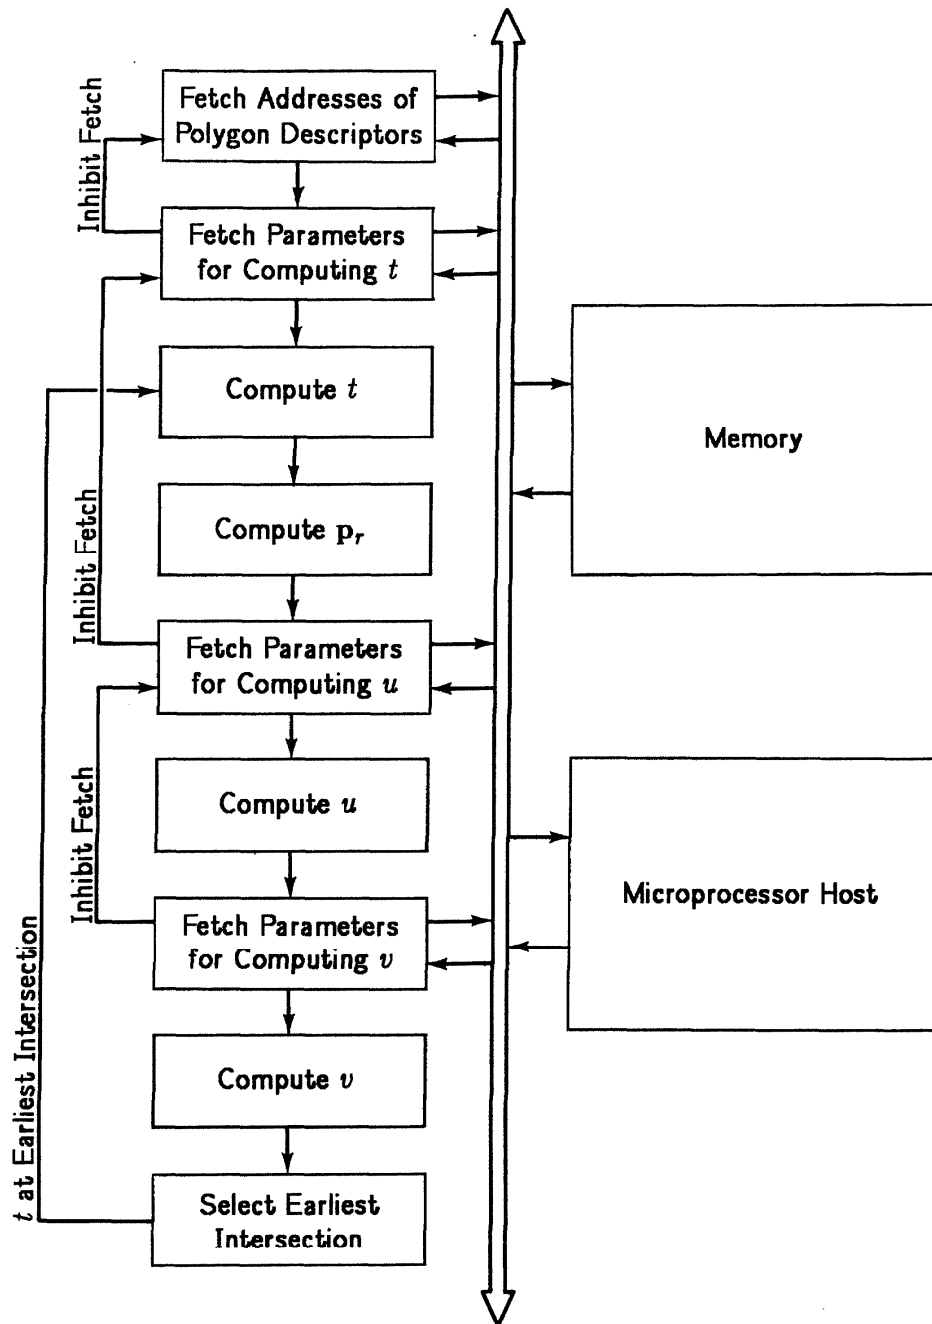 Fetch Addresses of
Polygon Descriptors
Inhibit Fetch
Fetch Parameters
for Computing t
Compute t
Memory
Compute p_r
Inhibit Fetch
Fetch Parameters
for Computing u
Compute u
Inhibit Fetch
Microprocessor Host
Fetch Parameters
for Computing v
Compute v
t at Earliest Intersection
Select Earliest
Intersection